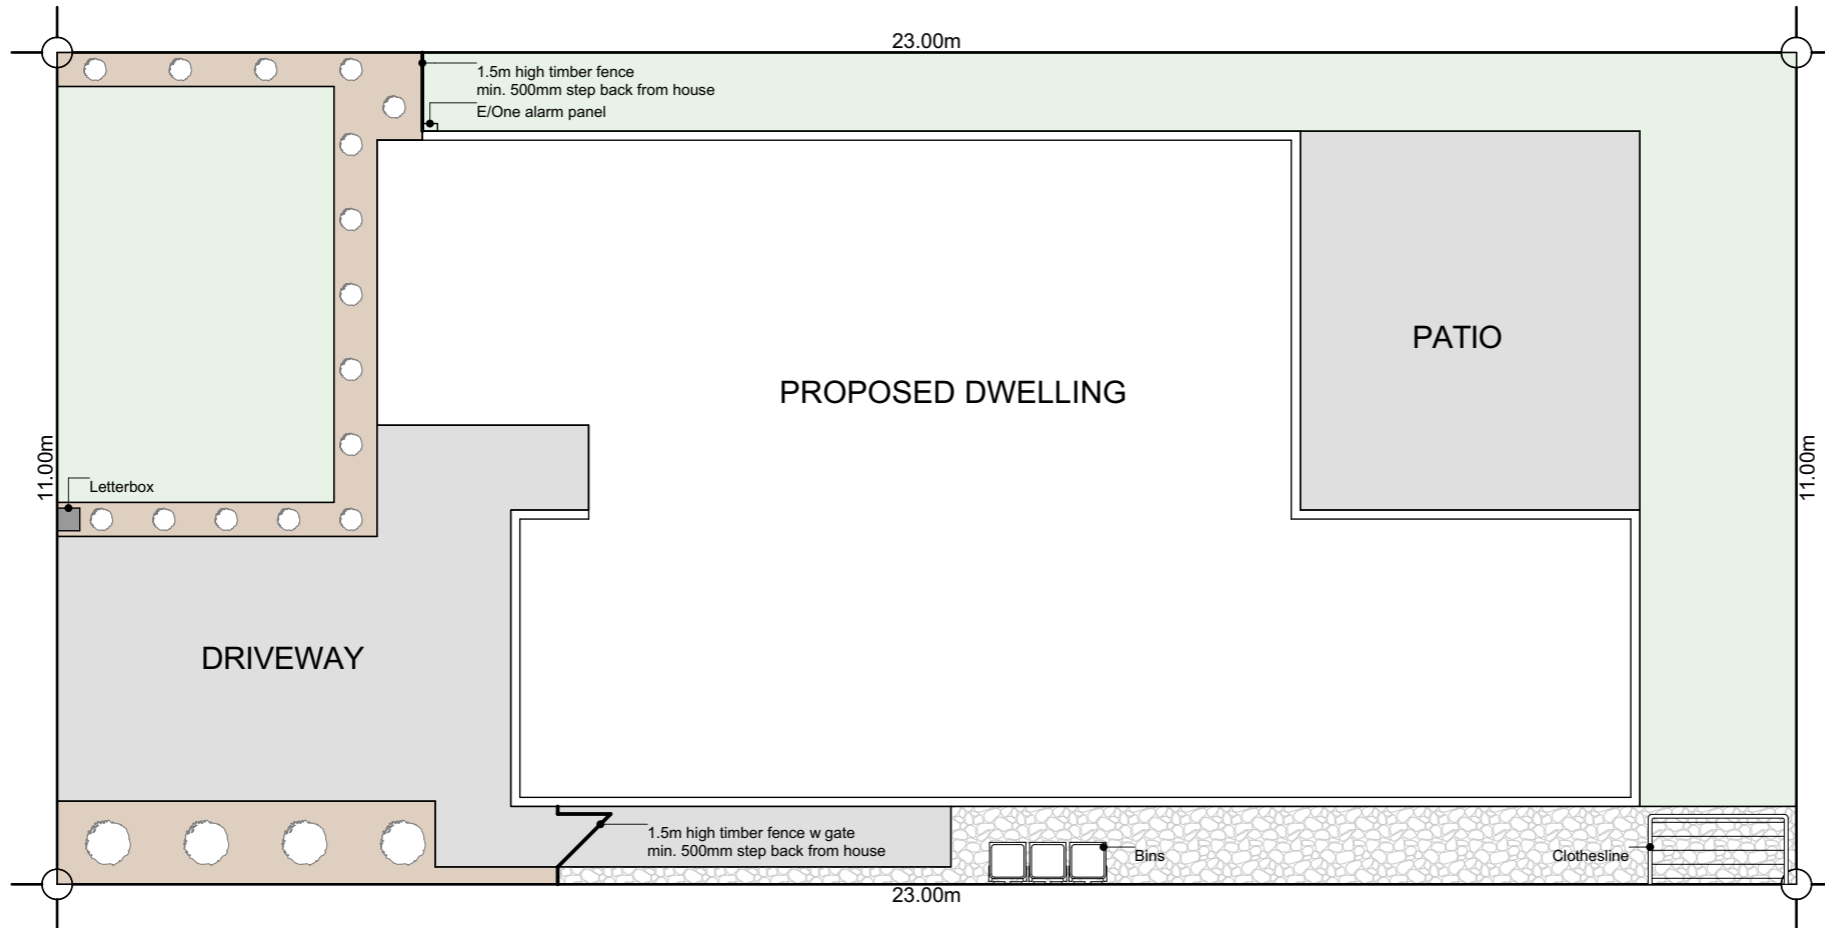 23.00m
1.5m high timber fence
min. 500mm step back from house
E/One alarm panel
PATIO
PROPOSED DWELLING
11.00m
11.00m
Letterbox
DRIVEWAY
1.5m high timber fence w gate
min. 500mm step back from house
Bins
Clothesline
23.00m